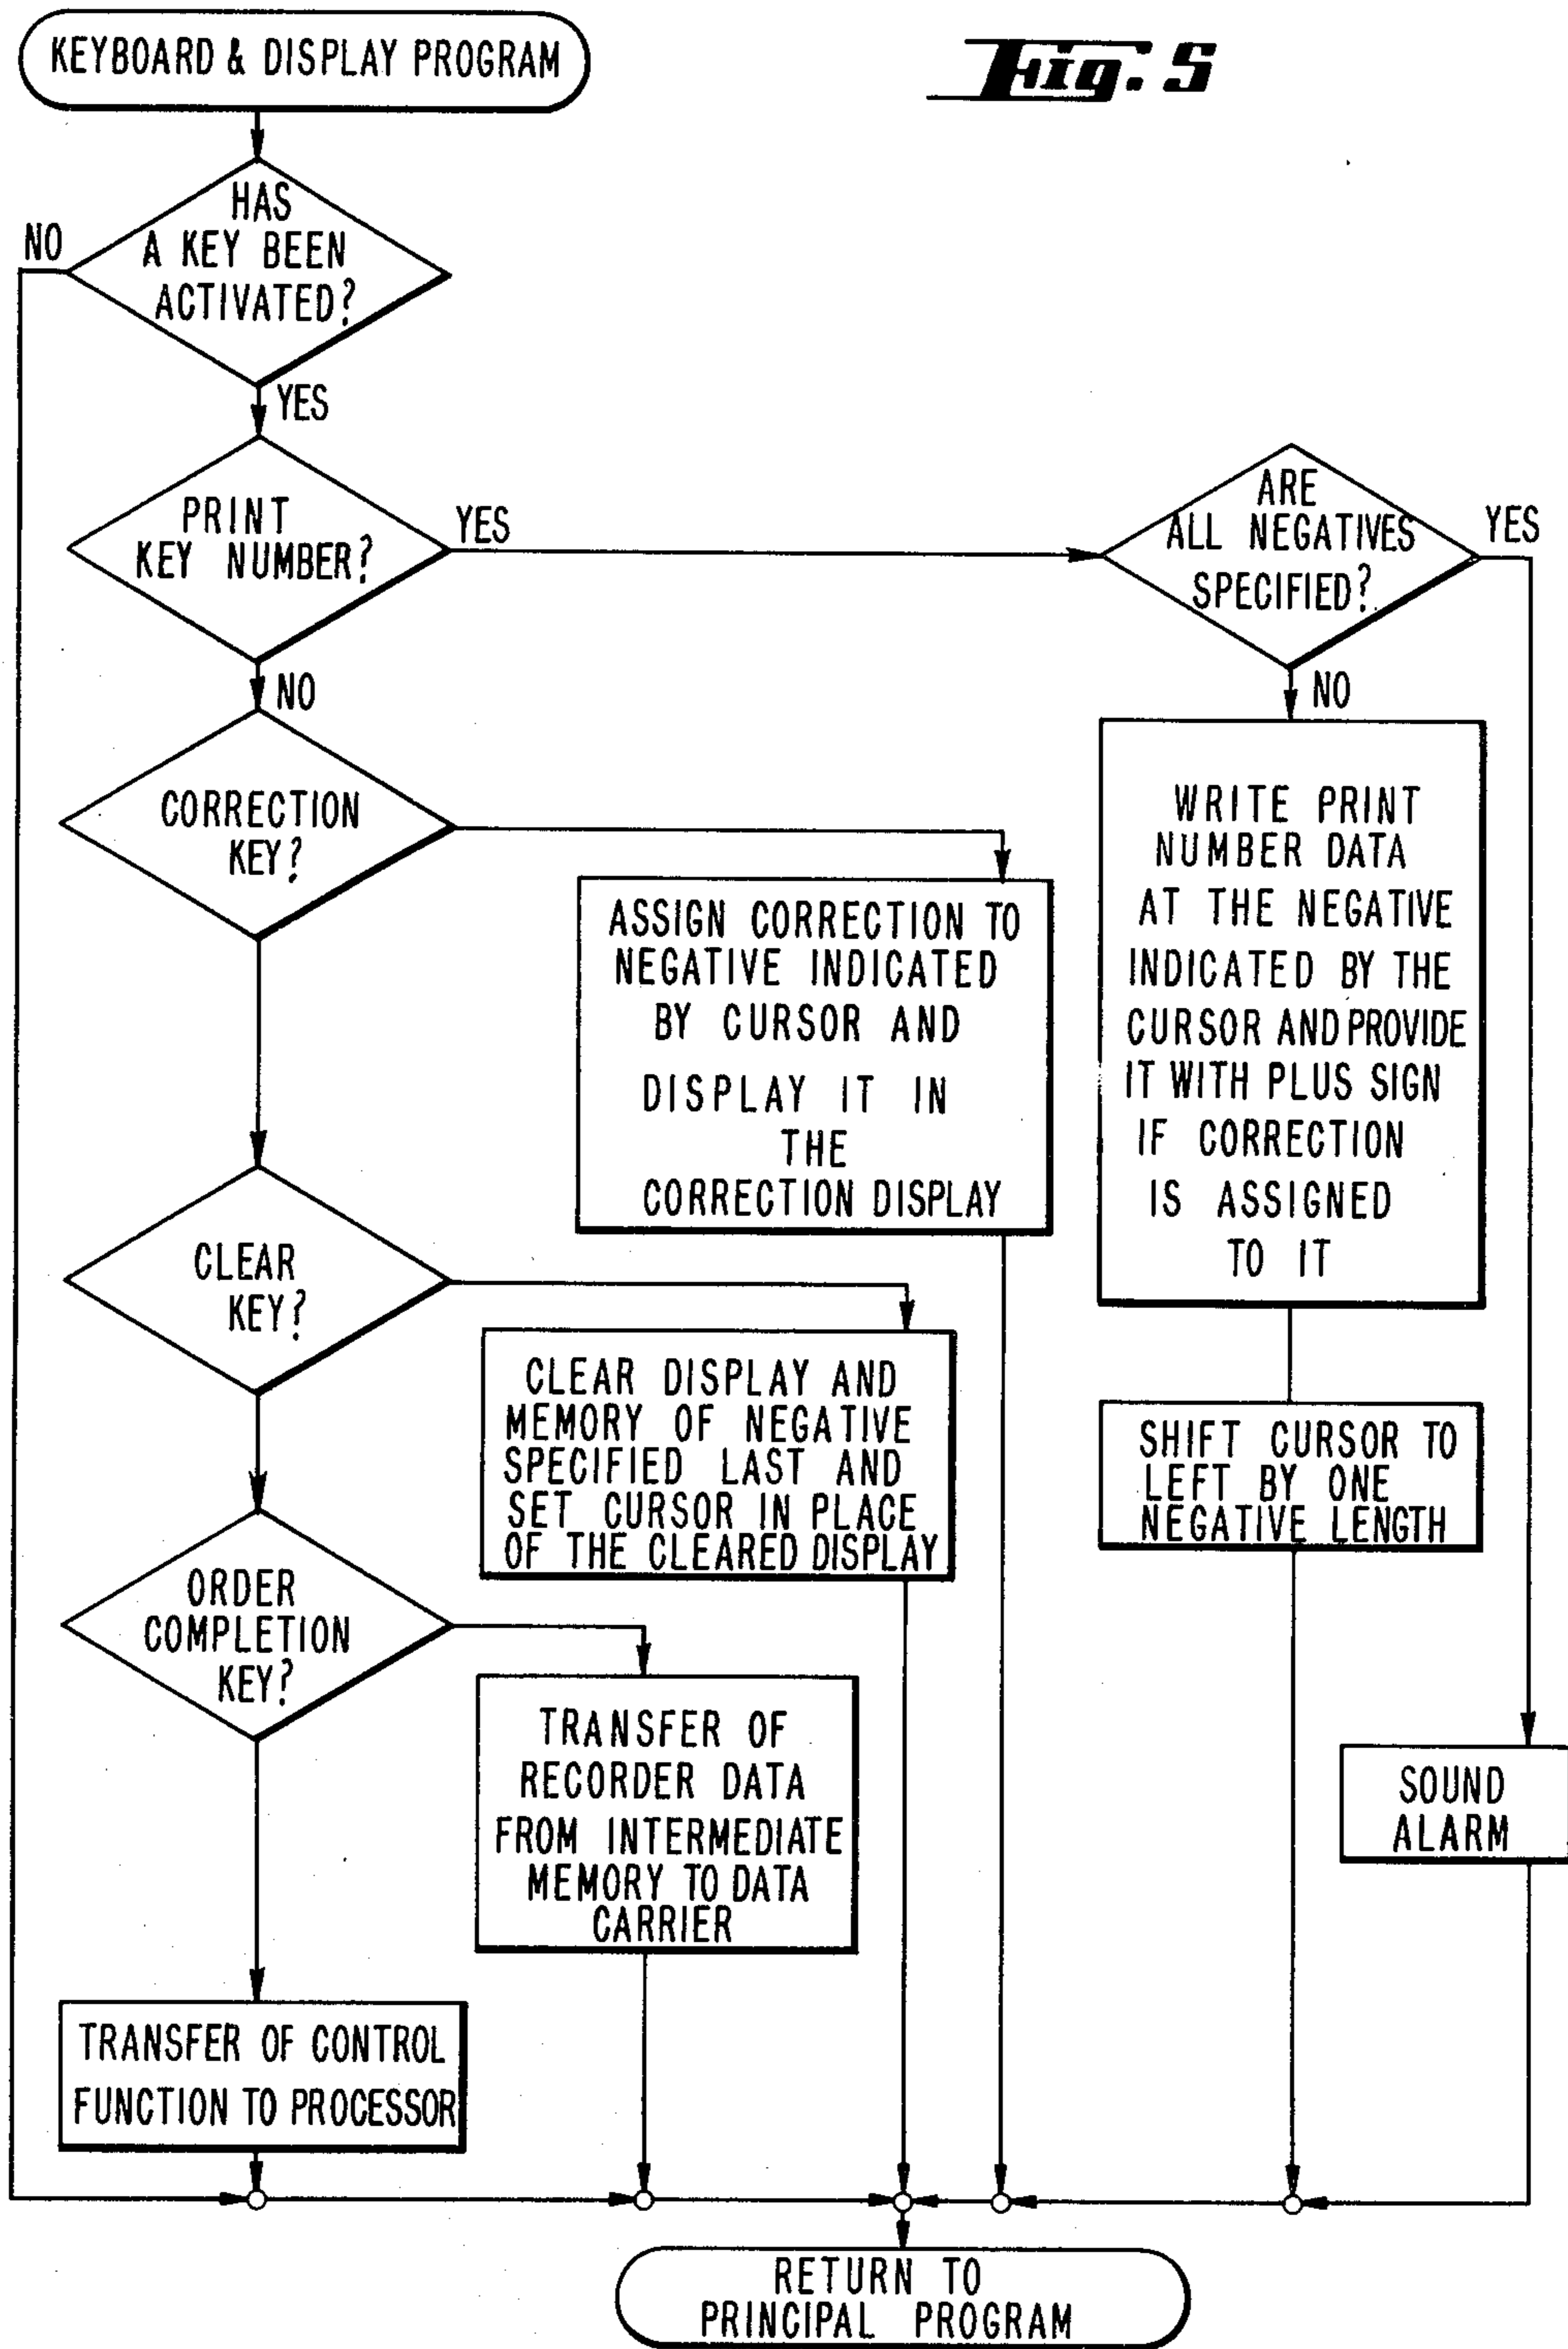 KEYBOARD & DISPLAY PROGRAM
Fig. 5
HAS
A KEY BEEN
ACTIVATED?
NO
YES
PRINT
KEY NUMBER?
YES
NO
ARE
ALL NEGATIVES
SPECIFIED?
YES
NO
CORRECTION
KEY?
ASSIGN CORRECTION TO
NEGATIVE INDICATED
BY CURSOR AND
DISPLAY IT IN
THE
CORRECTION DISPLAY
WRITE PRINT
NUMBER DATA
AT THE NEGATIVE
INDICATED BY THE
CURSOR AND PROVIDE
IT WITH PLUS SIGN
IF CORRECTION
IS ASSIGNED
TO IT
CLEAR
KEY?
CLEAR DISPLAY AND
MEMORY OF NEGATIVE
SPECIFIED LAST AND
SET CURSOR IN PLACE
OF THE CLEARED DISPLAY
SHIFT CURSOR TO
LEFT BY ONE
NEGATIVE LENGTH
ORDER
COMPLETION
KEY?
TRANSFER OF
RECORDER DATA
FROM INTERMEDIATE
MEMORY TO DATA
CARRIER
SOUND
ALARM
TRANSFER OF CONTROL
FUNCTION TO PROCESSOR
RETURN TO
PRINCIPAL PROGRAM